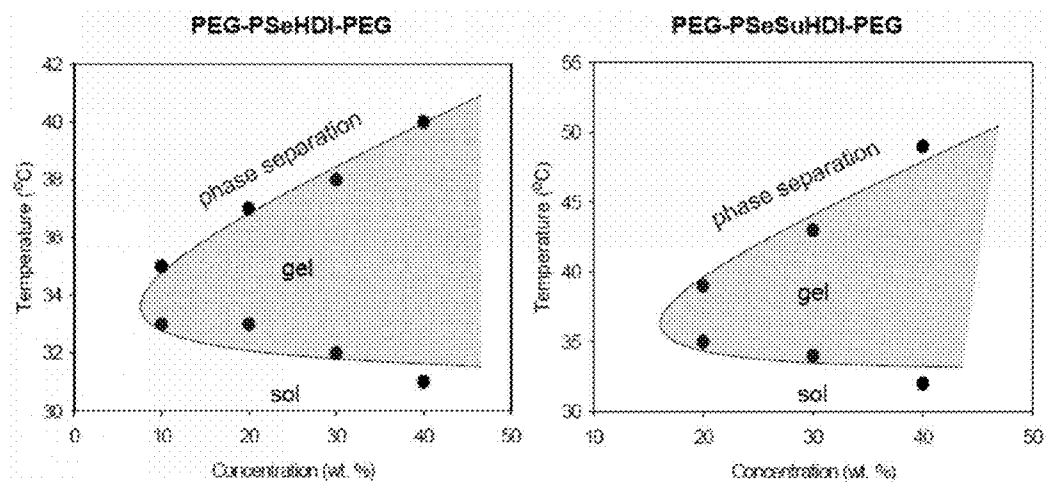 PEG-PSeHDI-PEG
42
40
38
36
34
32
30
Temperature (⁰C)
phase separation
gel
sol
0
10
20
30
40
50
Concentration (wt. %)
PEG-PSeSuHDI-PEG
55
50
45
40
35
30
Temperature (⁰C)
phase separation
gel
sol
10
20
30
40
50
Concentration (wt. %)